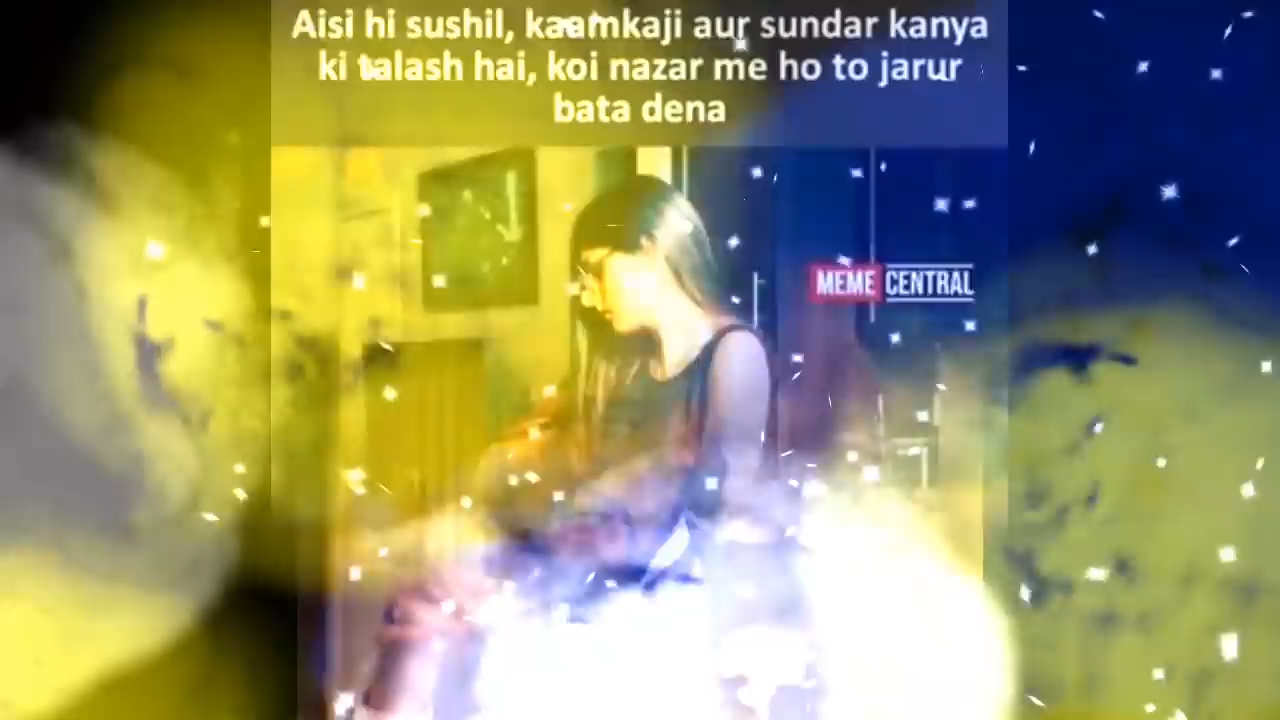 Aisi hi sushil, kaamkaji aur sundar kanya
ki talash hai, koi nazar me ho to jarur
bata dena
MEME CENTRAL